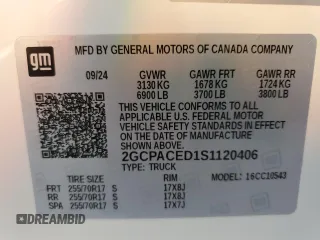 gm
MFD BY GENERAL MOTORS OF CANADA COMPANY
09/24 GVWR GAWR FRT GAWR RR
3130 KG 1678 KG 1724 KG
6900 LB 3700 LB 3800 LB
THIS VEHICLE CONFORMS TO ALL APPLICABLE
U.S. FEDERAL MOTOR VEHICLE SAFETY STANDARDS IN EFFECT ON THE DATE OF MANUFACTURE SHOWN ABOVE.
2GCPACED1S1120406
TYPE: TRUCK MODEL: 16CC10543
TIRE SIZE RIM
FRT 255/70R17 S 17X8J
RR 255/70R17 S 17X8J
SPA 255/70R17 S 17X7J
DREAMBID